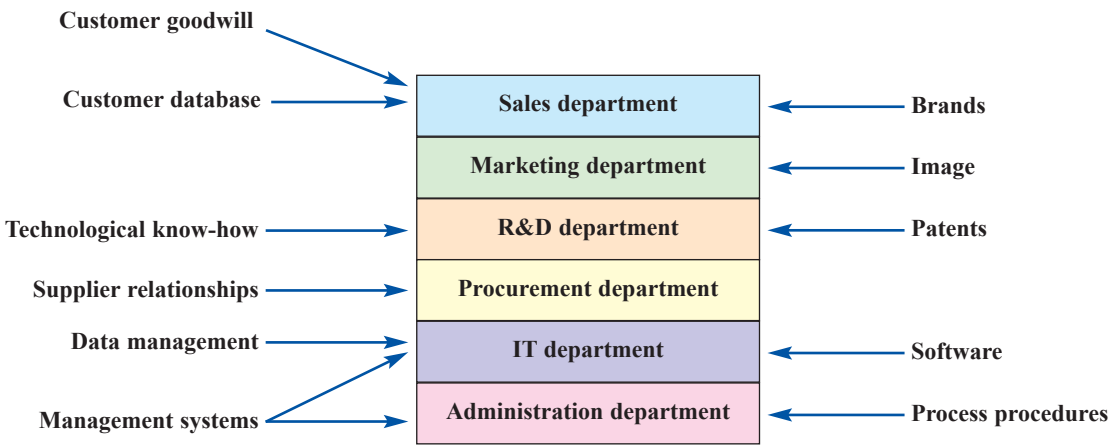 Customer goodwill
Customer database
Sales department
Brands
Marketing department
Image
Technological know-how
R&D department
Patents
Supplier relationships
Procurement department
Data management
IT department
Software
Management systems
Administration department
Process procedures